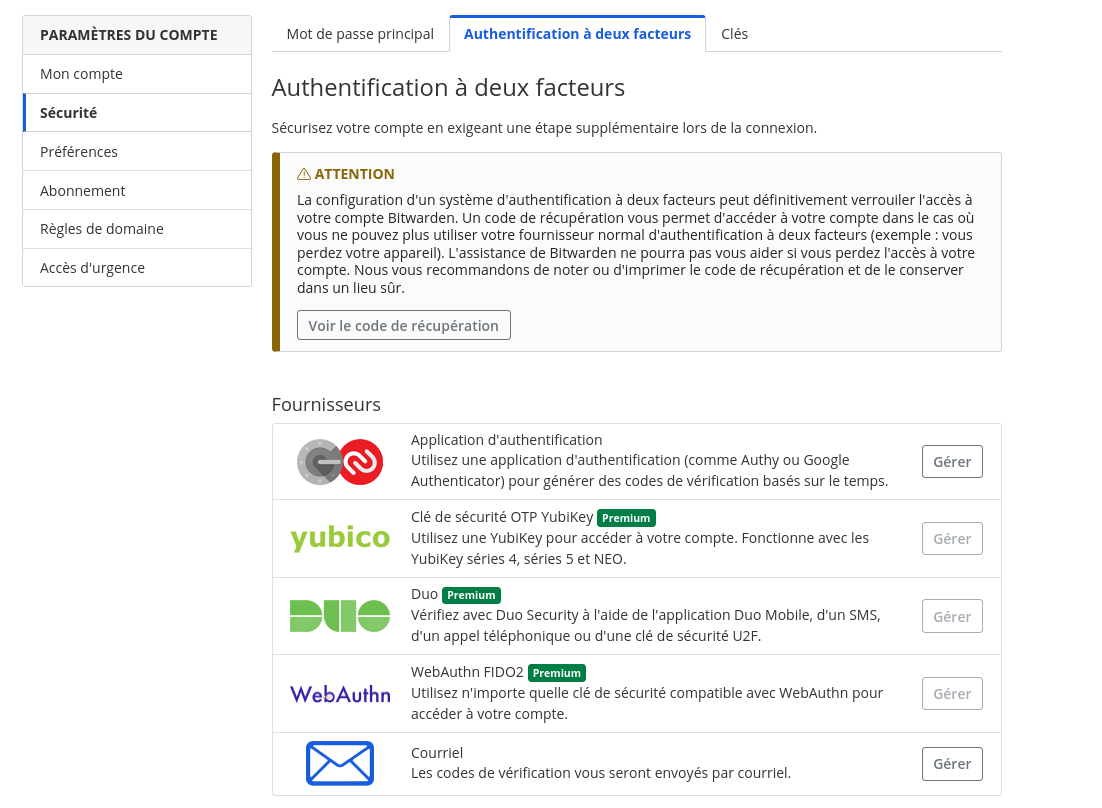 PARAMÈTRES DU COMPTE
Mon compte
Sécurité
Préférences
Abonnement
Règles de domaine
Accès d'urgence
Mot de passe principal
Authentification à deux facteurs
Clés
Authentification à deux facteurs
Sécurisez votre compte en exigeant une étape supplémentaire lors de la connexion.
ATTENTION
La configuration d'un système d'authentification à deux facteurs peut définitivement verrouiler l'accès à
votre compte Bitwarden. Un code de récupération vous permet d'accéder à votre compte dans le cas où
vous ne pouvez plus utiliser votre fournisseur normal d'authentification à deux facteurs (exemple : vous
perdez votre appareil). L'assistance de Bitwarden ne pourra pas vous aider si vous perdez l'accès à votre
compte. Nous vous recommandons de noter ou d'imprimer le code de récupération et de le conserver
dans un lieu sûr.
Voir le code de récupération
Fournisseurs
Application d'authentification
Utilisez une application d'authentification (comme Authy ou Google
Authenticator) pour générer des codes de vérification basés sur le temps.
Gérer
yubico
Clé de sécurité OTP YubiKey Premium
Utilisez une YubiKey pour accéder à votre compte. Fonctionne avec les
YubiKey séries 4, séries 5 et NEO.
Gérer
DUO
Duo Premium
Vérifiez avec Duo Security à l'aide de l'application Duo Mobile, d'un SMS,
d'un appel téléphonique ou d'une clé de sécurité U2F.
Gérer
WebAuthn
WebAuthn FIDO2 Premium
Utilisez n'importe quelle clé de sécurité compatible avec WebAuthn pour
accéder à votre compte.
Gérer
Courriel
Les codes de vérification vous seront envoyés par courriel.
Gérer